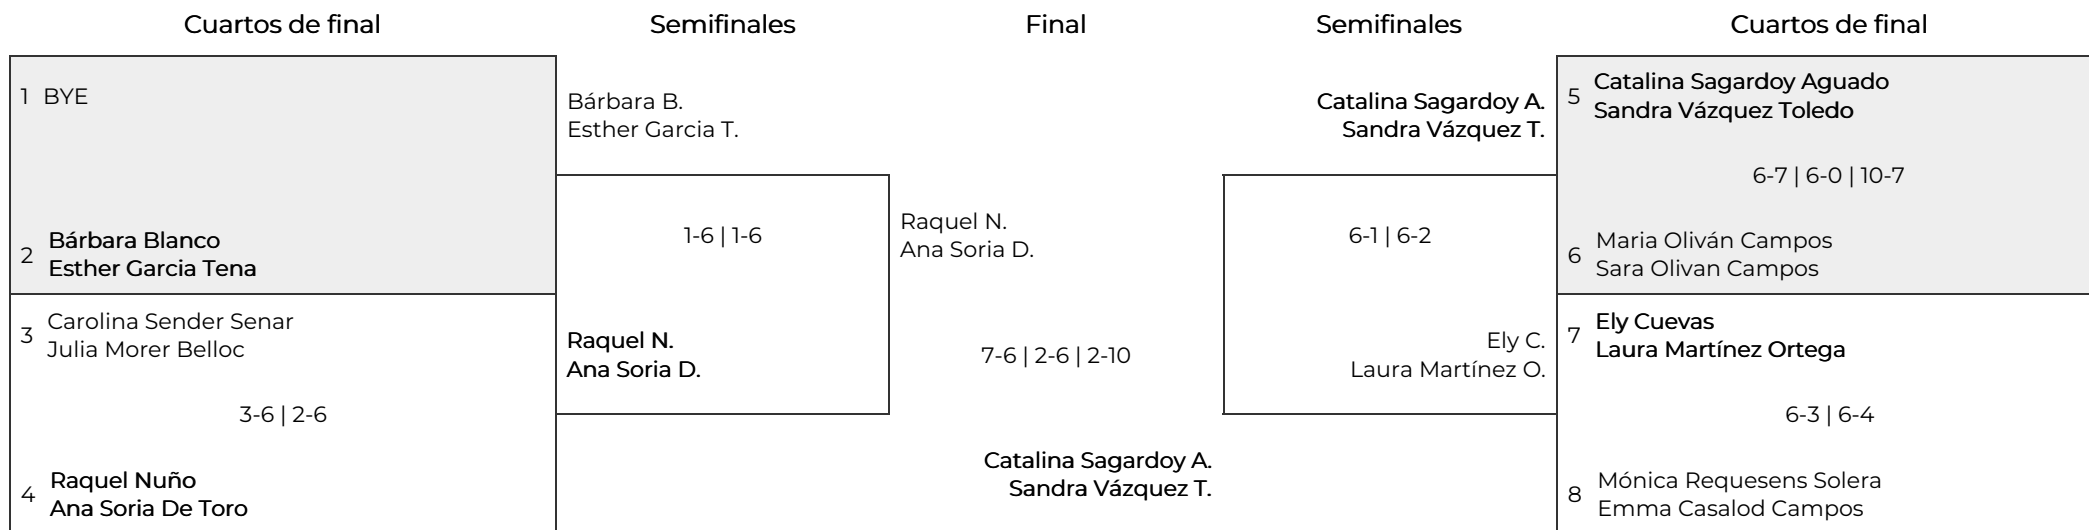 Cuartos de final
Semifinales
Final
Semifinales
Cuartos de final
1 BYE
2 Bárbara Blanco
Esther Garcia Tena
3 Carolina Sender Senar
Julia Morer Belloc
3-6 | 2-6
4 Raquel Nuño
Ana Soria De Toro
Bárbara B.
Esther Garcia T.
1-6 | 1-6
Raquel N.
Ana Soria D.
Raquel N.
Ana Soria D.
7-6 | 2-6 | 2-10
Catalina Sagardoy A.
Sandra Vázquez T.
Catalina Sagardoy A.
Sandra Vázquez T.
6-1 | 6-2
Ely C.
Laura Martínez O.
5 Catalina Sagardoy Aguado
Sandra Vázquez Toledo
6-7 | 6-0 | 10-7
6 Maria Oliván Campos
Sara Olivan Campos
7 Ely Cuevas
Laura Martínez Ortega
6-3 | 6-4
8 Mónica Requesens Solera
Emma Casalod Campos